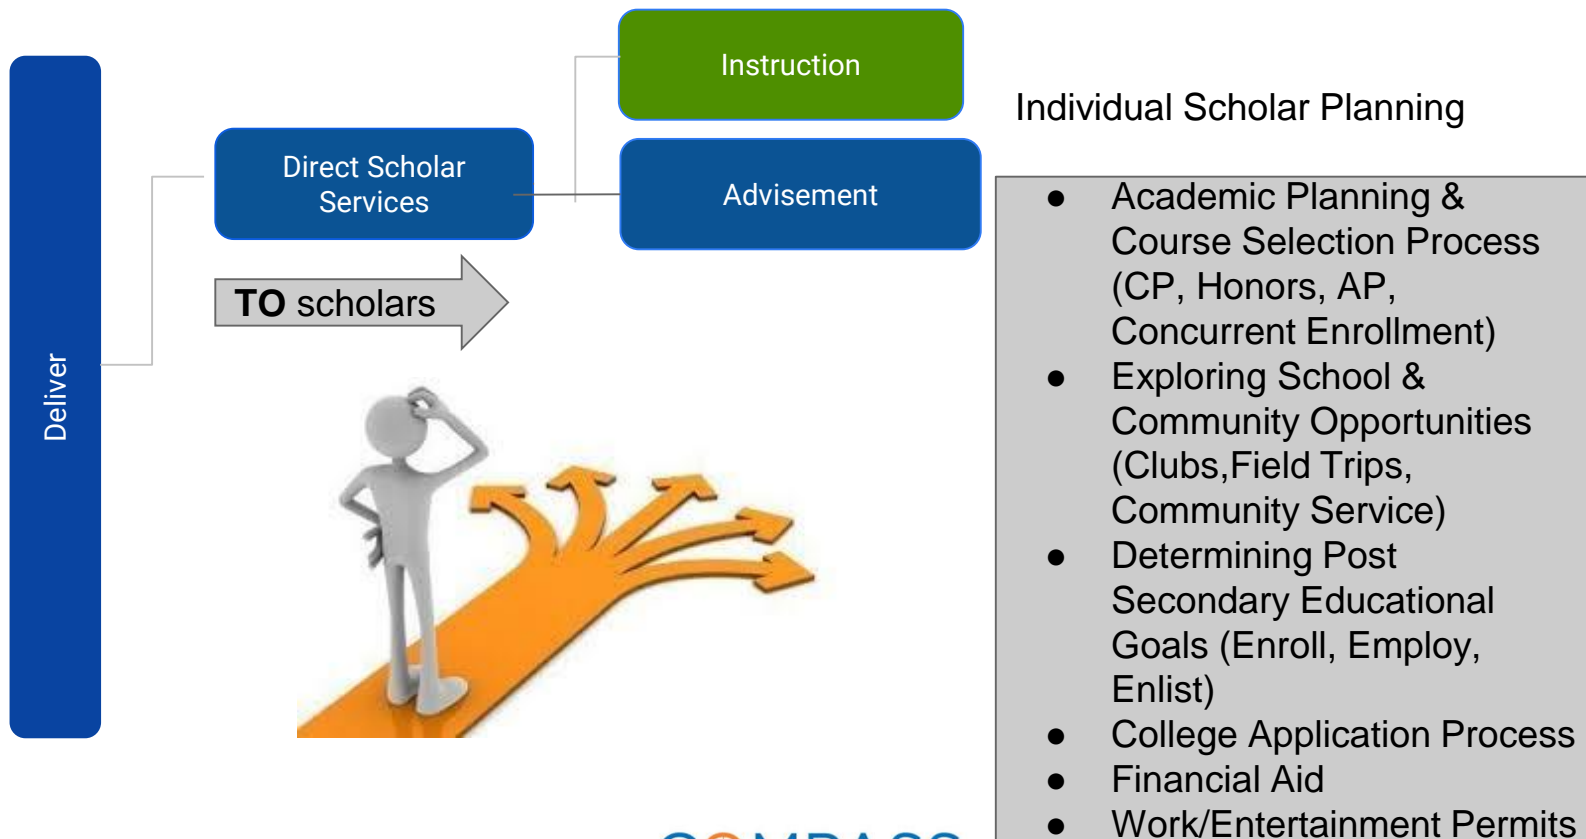 Deliver
Direct Scholar
Services
TO scholars
Instruction
Advisement
Individual Scholar Planning
● Academic Planning &
Course Selection Process
(CP, Honors, AP,
Concurrent Enrollment)
● Exploring School &
Community Opportunities
(Clubs,Field Trips,
Community Service)
● Determining Post
Secondary Educational
Goals (Enroll, Employ,
Enlist)
● College Application Process
● Financial Aid
● Work/Entertainment Permits
COMPASS